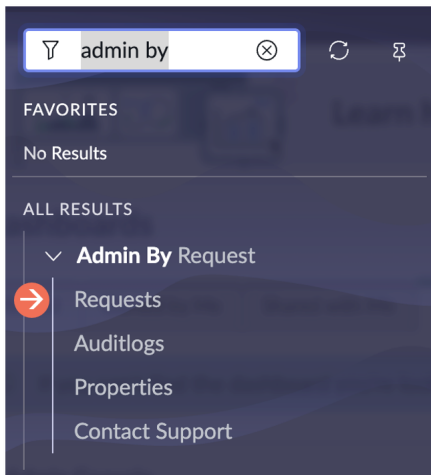 admin by
FAVORITES
No Results
ALL RESULTS
Admin By Request
Requests
Auditlogs
Properties
Contact Support